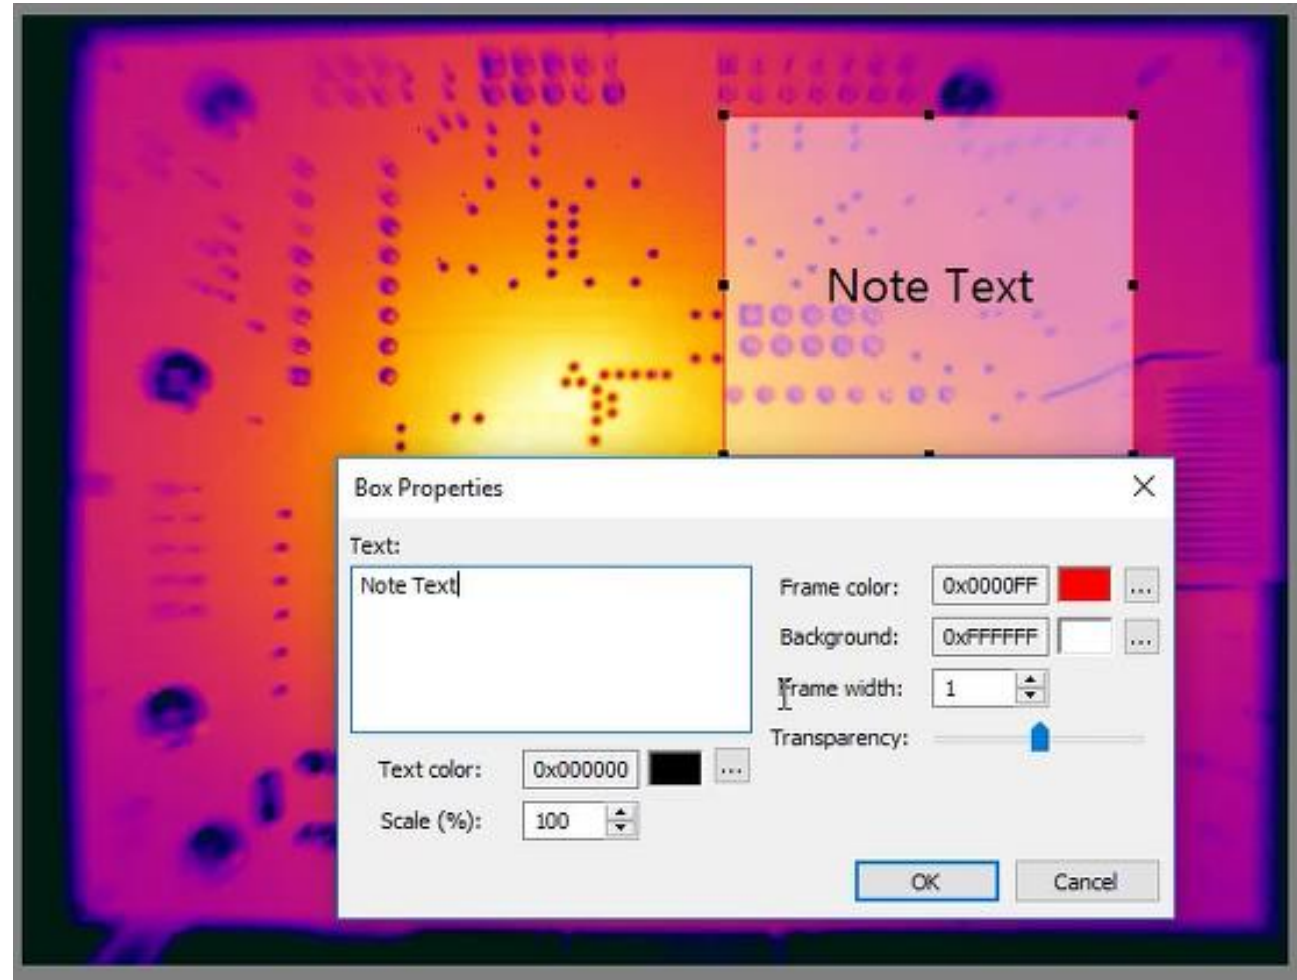 Note Text
Box Properties
Text:
Note Text
Frame color: 0x0000FF ...
Background: 0xFFFFFF ...
Frame width: 1
Transparency:
Text color: 0x000000 ...
Scale (%): 100
OK Cancel